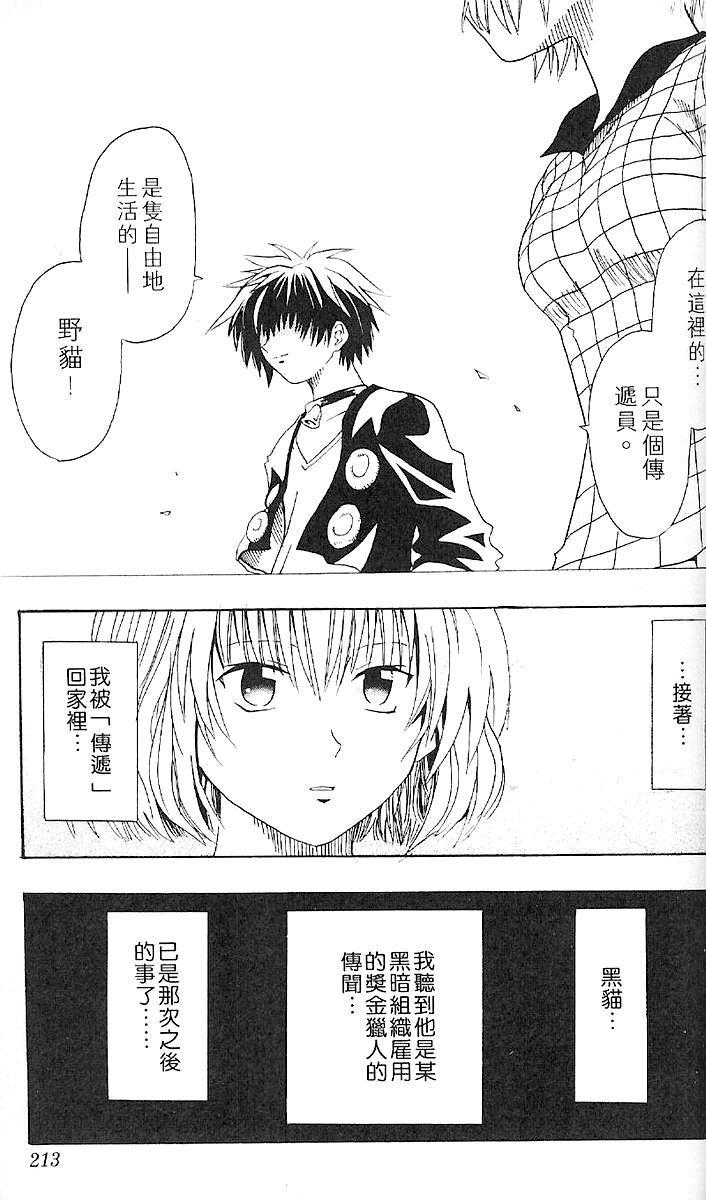 在這裡的…
只是個傳
遞員。
是隻自由地
生活的——
野貓！
…接著…
我被「傳遞」
回家裡…
黑貓…
我聽到他是某
黑暗組織雇用
的獎金獵人的
傳聞…
已是那次之後
的事了……
213